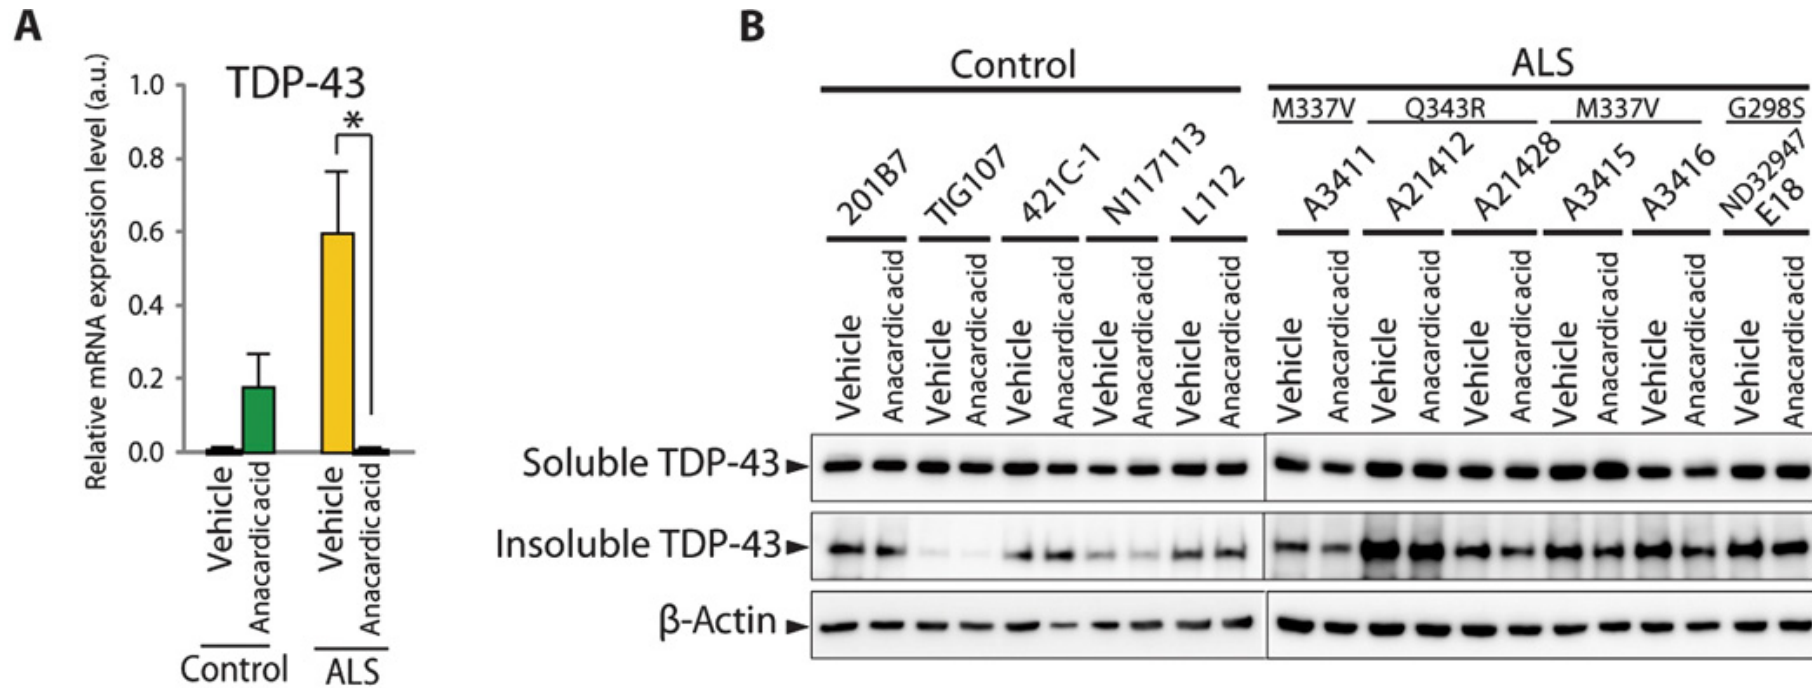 A
TDP-43
*
Relative mRNA expression level (a.u.)
1.0
0.8
0.6
0.4
0.2
0.0
Vehicle
Anacardic acid
Vehicle
Anacardic acid
Control
ALS
B
Control
ALS
M337V
Q343R
M337V
G298S
201B7
TIG107
421C-1
N117113
L112
A3411
A21412
A21428
A3415
A3416
ND32947
E18
Vehicle
Anacardic acid
Vehicle
Anacardic acid
Vehicle
Anacardic acid
Vehicle
Anacardic acid
Vehicle
Anacardic acid
Vehicle
Anacardic acid
Vehicle
Anacardic acid
Vehicle
Anacardic acid
Vehicle
Anacardic acid
Vehicle
Anacardic acid
Vehicle
Anacardic acid
Soluble TDP-43
Insoluble TDP-43
β-Actin